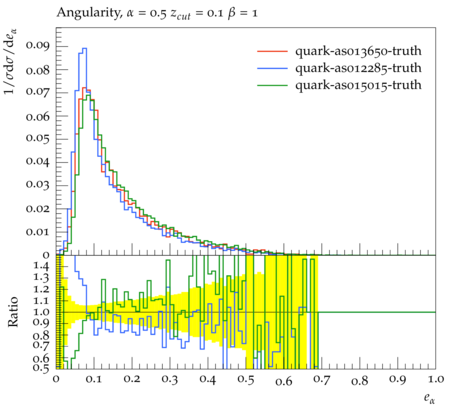 Angularity, α = 0.5 z_cut = 0.1 β = 1
1/σdσ/de_α
0.09
0.08
0.07
0.06
0.05
0.04
0.03
0.02
0.01
0
quark-as013650-truth
quark-as012285-truth
quark-as015015-truth
Ratio
1.4
1.3
1.2
1.1
1.0
0.9
0.8
0.7
0.6
0.5
0 0.1 0.2 0.3 0.4 0.5 0.6 0.7 0.8 0.9 1.0
e_α